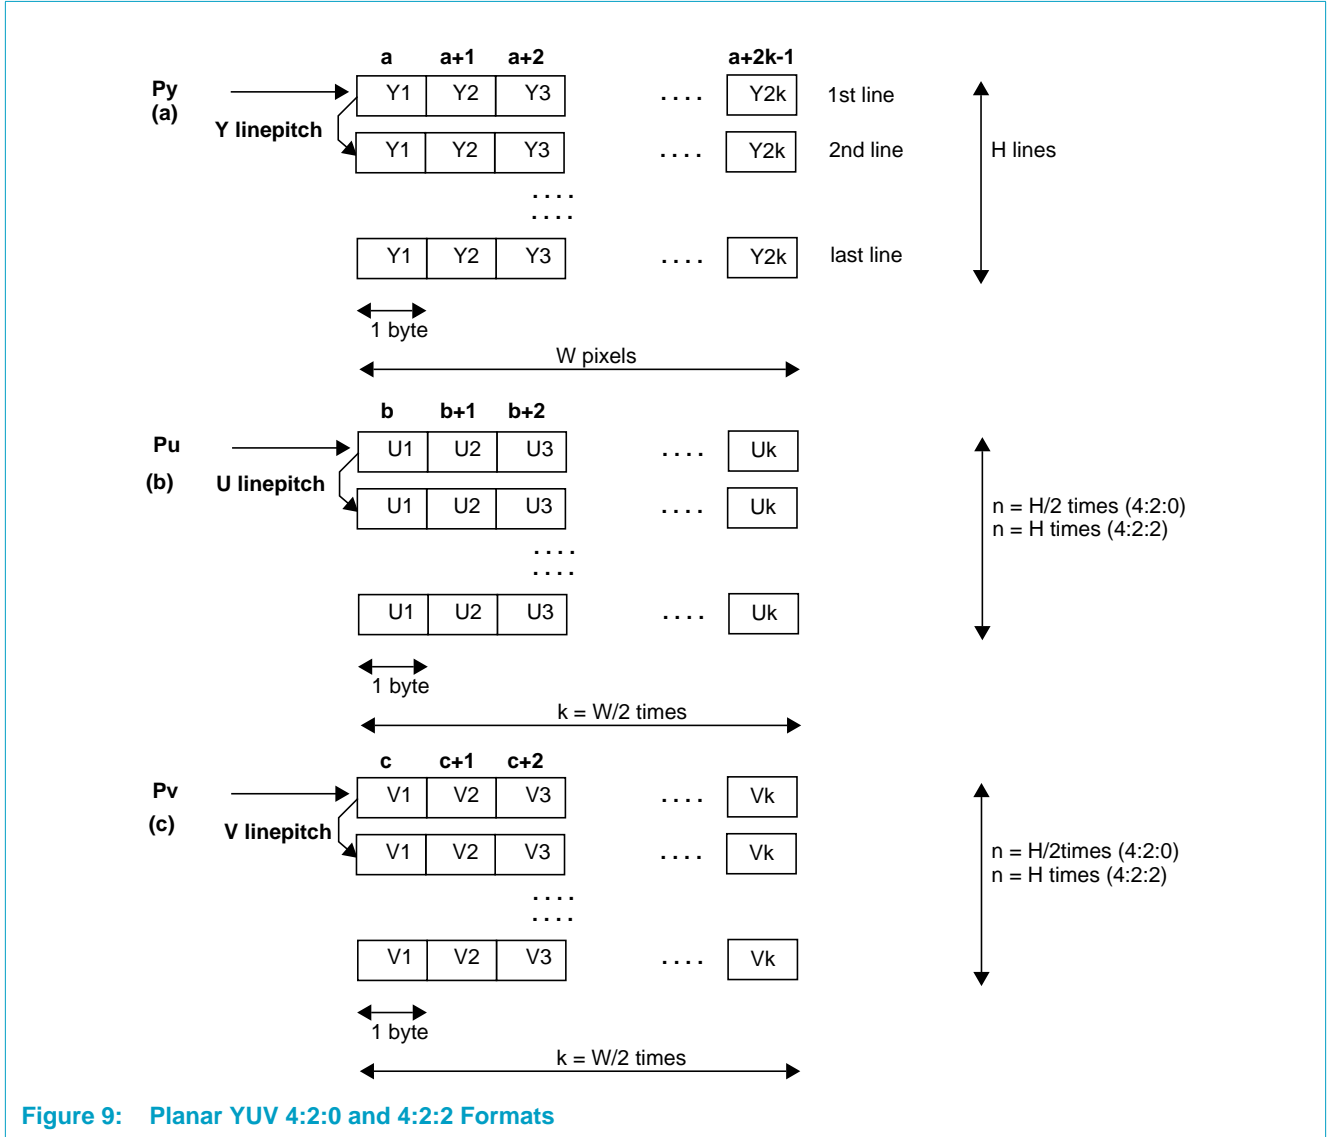 a a+1 a+2 a+2k-1
Py Y1 Y2 Y3 .... Y2k 1st line
(a)
Y linepitch
Y1 Y2 Y3 .... Y2k 2nd line H lines
....
....
Y1 Y2 Y3 .... Y2k last line
1 byte
W pixels
b b+1 b+2
Pu U1 U2 U3 .... Uk
(b) U linepitch
U1 U2 U3 .... Uk n = H/2 times (4:2:0)
n = H times (4:2:2)
....
....
U1 U2 U3 .... Uk
1 byte
k = W/2 times
c c+1 c+2
Pv V1 V2 V3 .... Vk
(c) V linepitch
V1 V2 V3 .... Vk n = H/2times (4:2:0)
n = H times (4:2:2)
....
....
V1 V2 V3 .... Vk
1 byte
k = W/2 times
Figure 9: Planar YUV 4:2:0 and 4:2:2 Formats